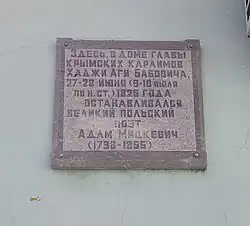 ЗДЕСЬ, В ДОМЕ ГЛАВЫ
КРЫМСКИХ КАРАИМОВ
ХАДЖИ АГИ БАБОВИЧА,
27-28 ИЮНЯ (9-10 ИЮЛЯ
ПО Н. СТ.) 1825 ГОДА
ОСТАНАВЛИВАЛСЯ
ВЕЛИКИЙ ПОЛЬСКИЙ
ПОЭТ
АДАМ МИЦКЕВИЧ
(1798-1855)